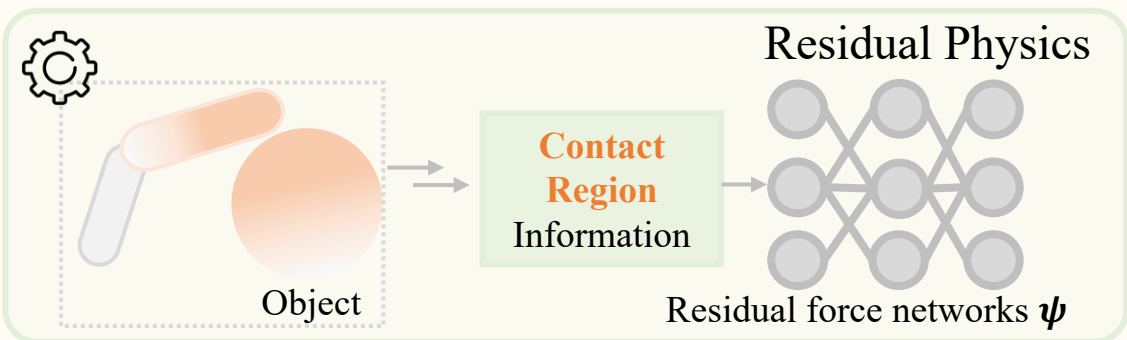 Residual Physics
Contact
Region
Information
Object
Residual force networks ψ